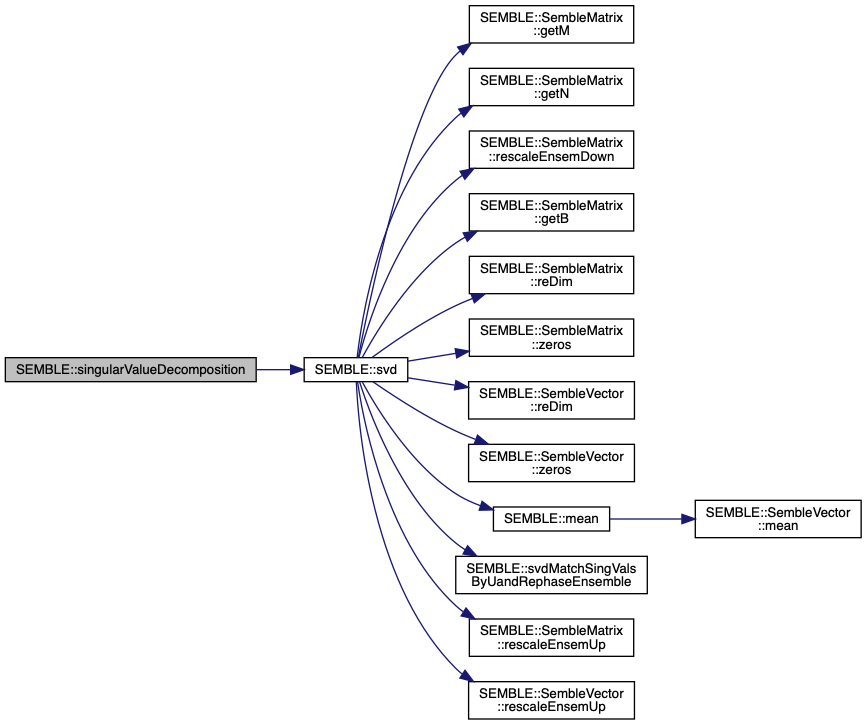 SEMBLE::SembleMatrix
::getM
SEMBLE::SembleMatrix
::getN
SEMBLE::SembleMatrix
::rescaleEnsemDown
SEMBLE::SembleMatrix
::getB
SEMBLE::SembleMatrix
::reDim
SEMBLE::SembleMatrix
::zeros
SEMBLE::singularValueDecomposition
SEMBLE::svd
SEMBLE::SembleVector
::reDim
SEMBLE::SembleVector
::zeros
SEMBLE::mean
SEMBLE::SembleVector
::mean
SEMBLE::svdMatchSingVals
ByUandRephaseEnsemble
SEMBLE::SembleMatrix
::rescaleEnsemUp
SEMBLE::SembleVector
::rescaleEnsemUp